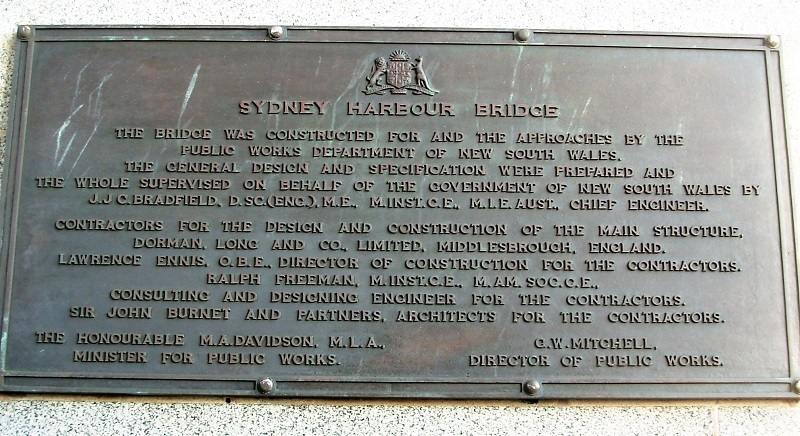 SYDNEY HARBOUR BRIDGE
THE BRIDGE WAS CONSTRUCTED FOR AND THE APPROACHES BY THE
PUBLIC WORKS DEPARTMENT OF NEW SOUTH WALES.
THE GENERAL DESIGN AND SPECIFICATION WERE PREPARED AND
THE WHOLE SUPERVISED ON BEHALF OF THE GOVERNMENT OF NEW SOUTH WALES BY
J.J.C.BRADFIELD, D.SC.(ENG.), M.E., M.INST.C.E., M.I.E.AUST., CHIEF ENGINEER.
CONTRACTORS FOR THE DESIGN AND CONSTRUCTION OF THE MAIN STRUCTURE,
DORMAN, LONG AND CO., LIMITED, MIDDLESBROUGH, ENGLAND.
LAWRENCE ENNIS, O.B.E., DIRECTOR OF CONSTRUCTION FOR THE CONTRACTORS.
RALPH FREEMAN, M.INST.C.E., M.AM.SOC.C.E.,
CONSULTING AND DESIGNING ENGINEER FOR THE CONTRACTORS.
SIR JOHN BURNET AND PARTNERS, ARCHITECTS FOR THE CONTRACTORS.
THE HONOURABLE M.A.DAVIDSON, M.L.A.,
MINISTER FOR PUBLIC WORKS.
G.W.MITCHELL,
DIRECTOR OF PUBLIC WORKS.